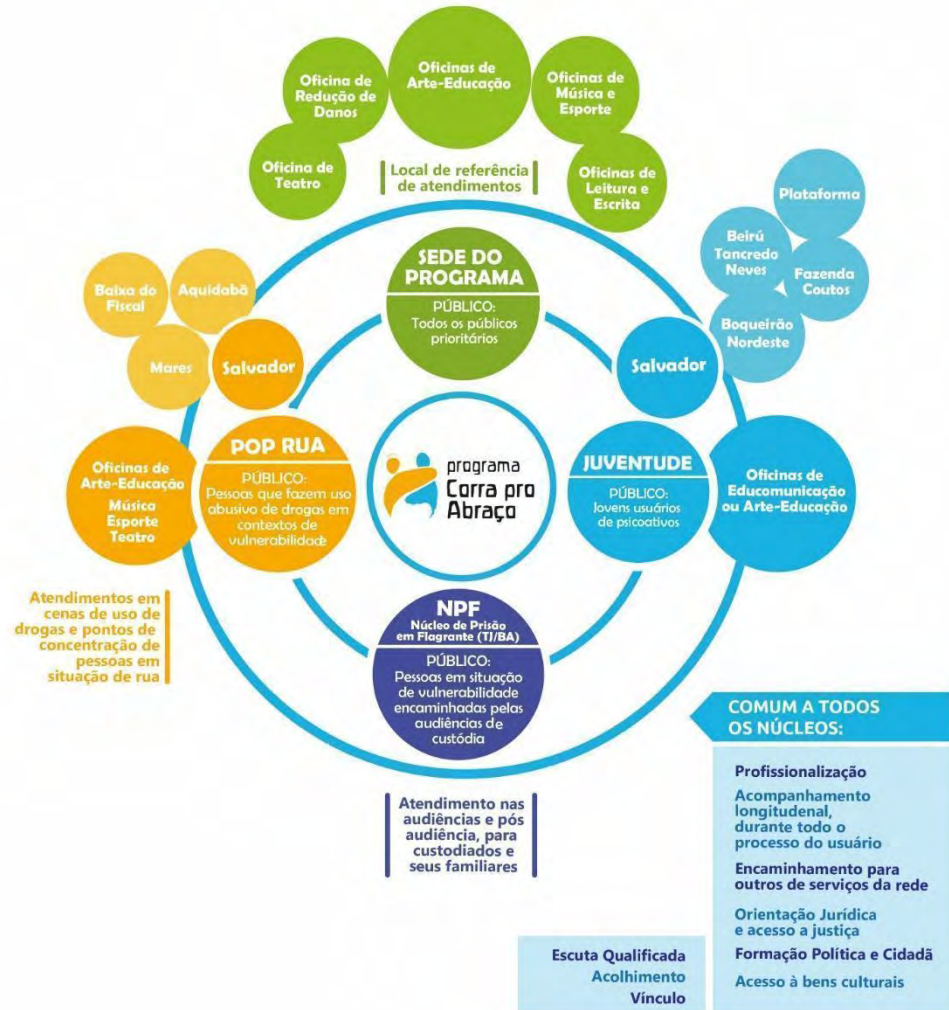 Oficinas de
Arte-Educação
Oficina de
Redução de
Danos
Oficinas de
Música e
Esporte
Oficina de
Teatro
Local de referência
de atendimentos
Oficinas de
Leitura e
Escrita
Plataforma
Beirú
Tancredo
Neves
Fazenda
Coutos
Boqueirão
Nordeste
Salvador
SEDE DO
PROGRAMA
PÚBLICO:
Todos os públicos
prioritários
Baixa do
Fiscal
Aquidabã
Mares
Salvador
Oficinas de
Arte-Educação
Música
Esporte
Teatro
POP RUA
PÚBLICO:
Pessoas que fazem uso
abusivo de drogas em
contextos de
vulnerabilidade
programa
Corra pro
Abraço
JUVENTUDE
PÚBLICO:
Jovens usuários
de psicoativos
Oficinas de
Educomunicação
ou Arte-Educação
Atendimentos em
cenas de uso de
drogas e pontos de
concentração de
pessoas em
situação de rua
NPF
Núcleo de Prisão
em Flagrante (TJ/BA)
PÚBLICO:
Pessoas em situação
de vulnerabilidade
encaminhadas pelas
audiências de
custódia
Atendimento nas
audiências e pós
audiência, para
custodiados e
seus familiares
COMUM A TODOS
OS NÚCLEOS:
Profissionalização
Acompanhamento
longitudenal,
durante todo o
processo do usuário
Encaminhamento para
outros de serviços da rede
Orientação Jurídica
e acesso a justiça
Formação Política e Cidadã
Acesso à bens culturais
Escuta Qualificada
Acolhimento
Vínculo